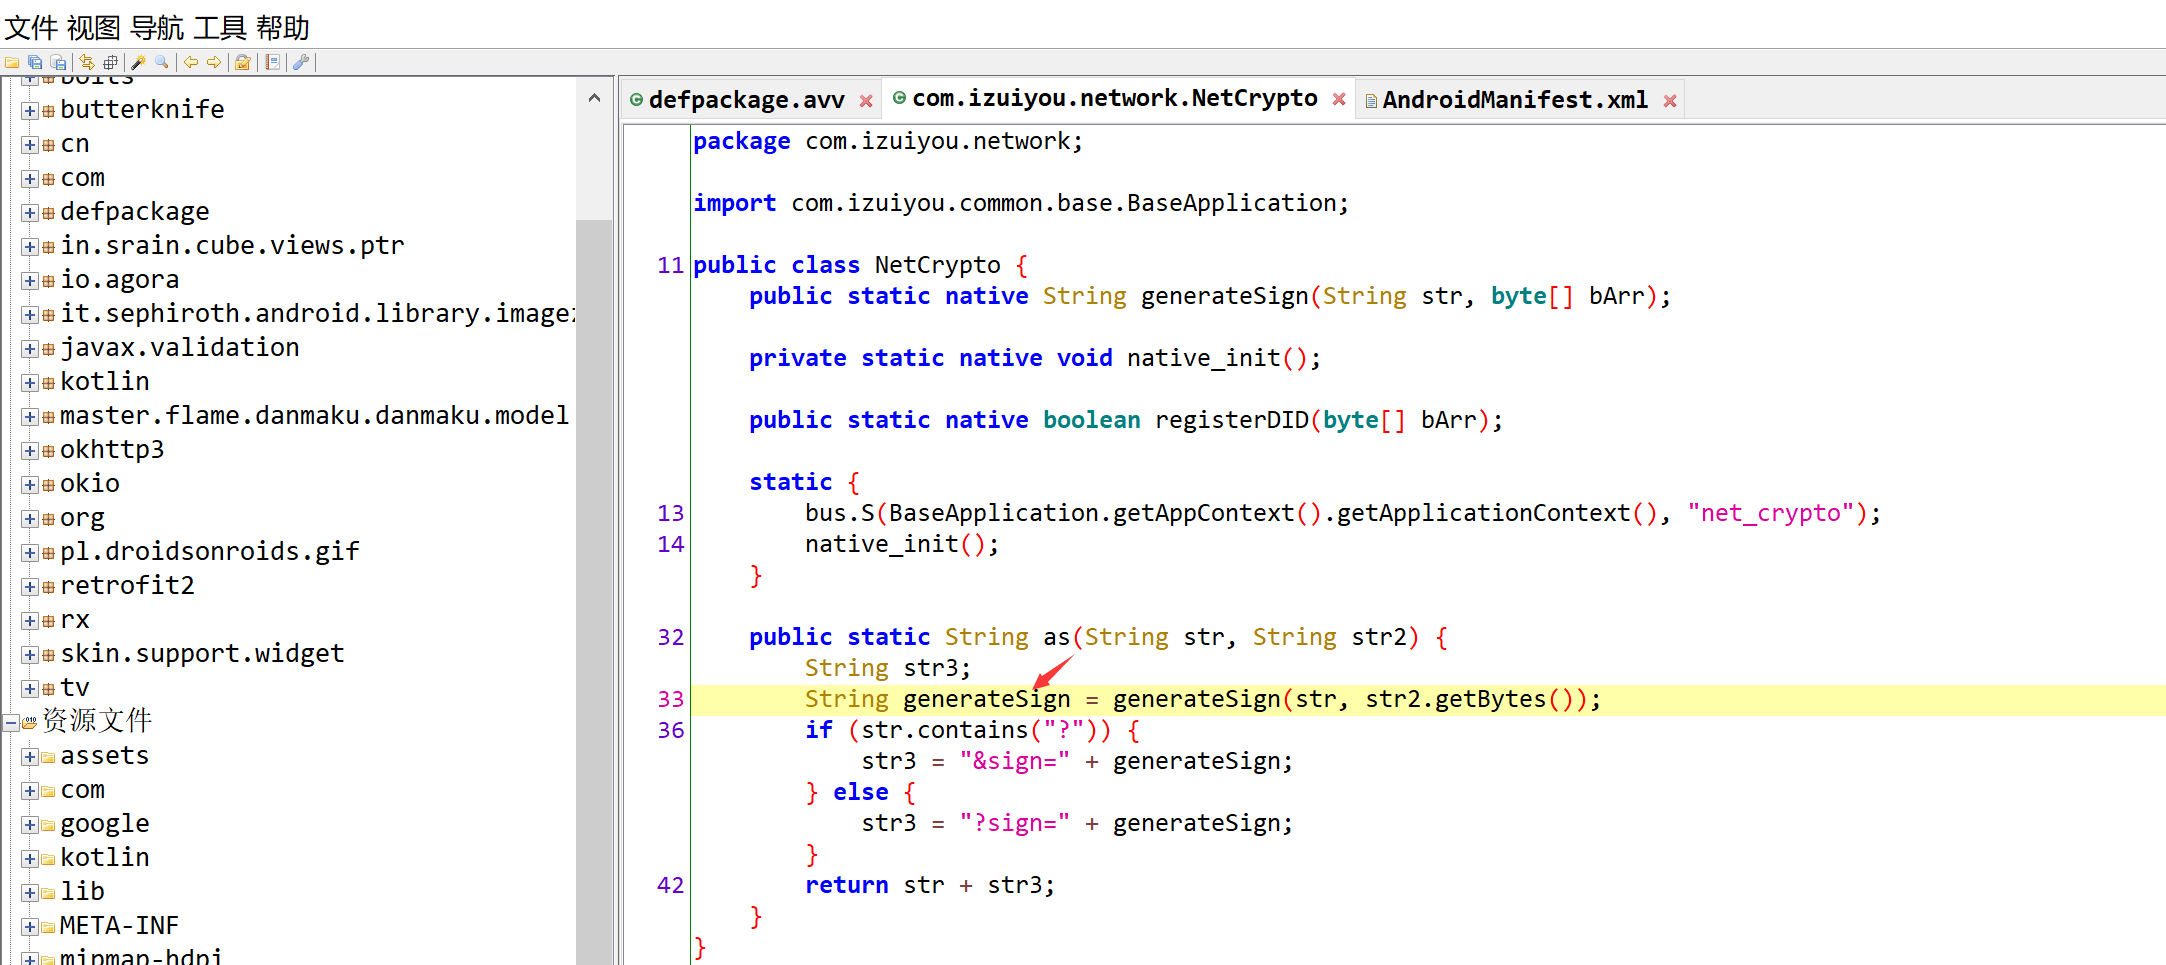 文件 视图 导航 工具 帮助
bolts
butterknife
cn
com
defpackage
in.srain.cube.views.ptr
io.agora
it.sephiroth.android.library.image
javax.validation
kotlin
master.flame.danmaku.danmaku.model
okhttp3
okio
org
pl.droidsonroids.gif
retrofit2
rx
skin.support.widget
tv
资源文件
assets
com
google
kotlin
lib
META-INF
mipmap-hdpi
defpackage.avv
com.izuiyou.network.NetCrypto
AndroidManifest.xml
package com.izuiyou.network;
import com.izuiyou.common.base.BaseApplication;
11 public class NetCrypto {
public static native String generateSign(String str, byte[] bArr);
private static native void native_init();
public static native boolean registerDID(byte[] bArr);
static {
13 bus.S(BaseApplication.getAppContext().getApplicationContext(), "net_crypto");
14 native_init();
}
32 public static String as(String str, String str2) {
String str3;
33 String generateSign = generateSign(str, str2.getBytes());
36 if (str.contains("?")) {
str3 = "&sign=" + generateSign;
} else {
str3 = "?sign=" + generateSign;
}
42 return str + str3;
}
}